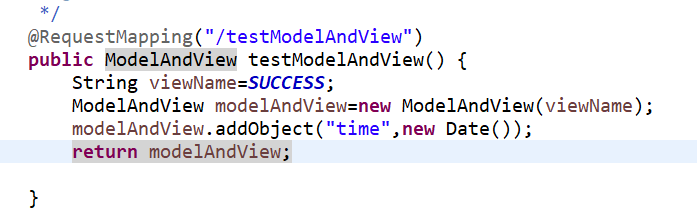 */
@RequestMapping("/testModelAndView")
public ModelAndView testModelAndView() {
String viewName=SUCCESS;
ModelAndView modelAndView=new ModelAndView(viewName);
modelAndView.addObject("time",new Date());
return modelAndView;
}